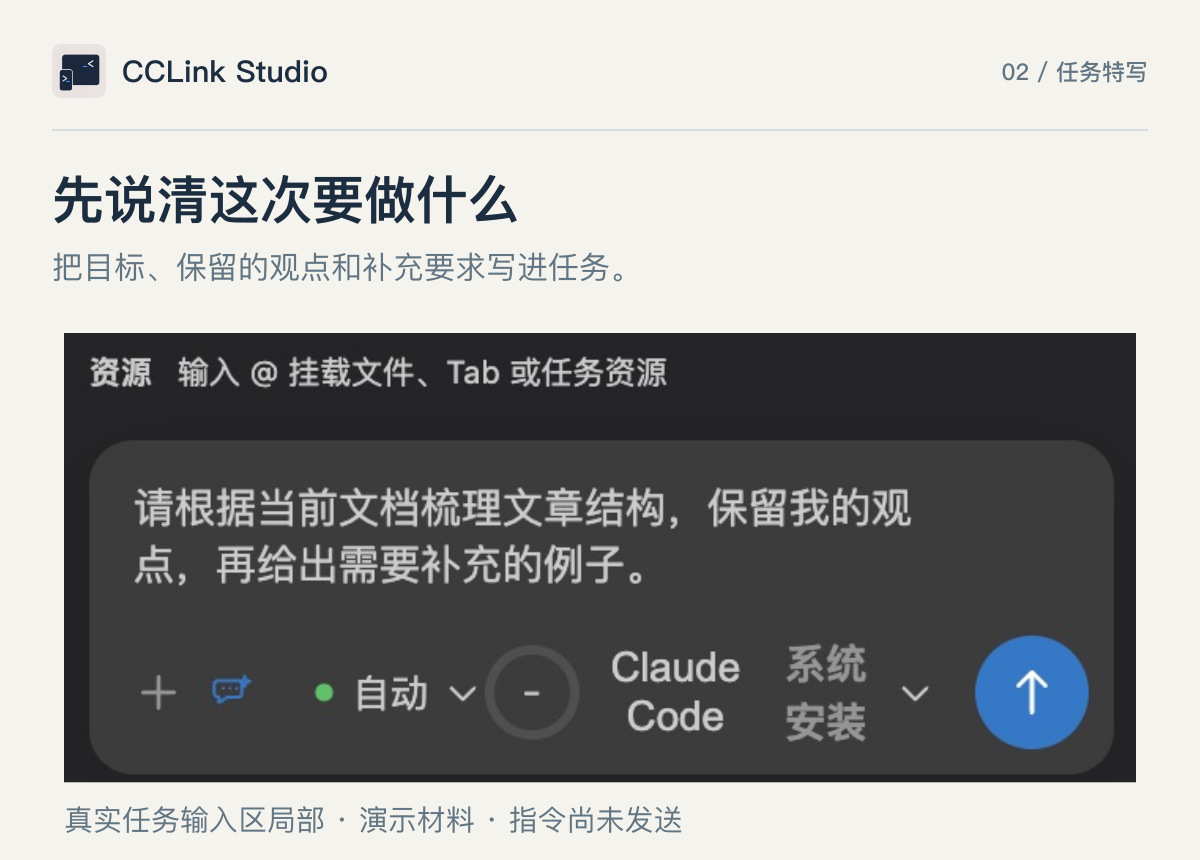 CCLink Studio
02 / 任务特写
先说清这次要做什么
把目标、保留的观点和补充要求写进任务。
资源 输入 @ 挂载文件、Tab 或任务资源
请根据当前文档梳理文章结构，保留我的观
点，再给出需要补充的例子。
自动
Claude
Code
系统
安装
真实任务输入区局部 · 演示材料 · 指令尚未发送